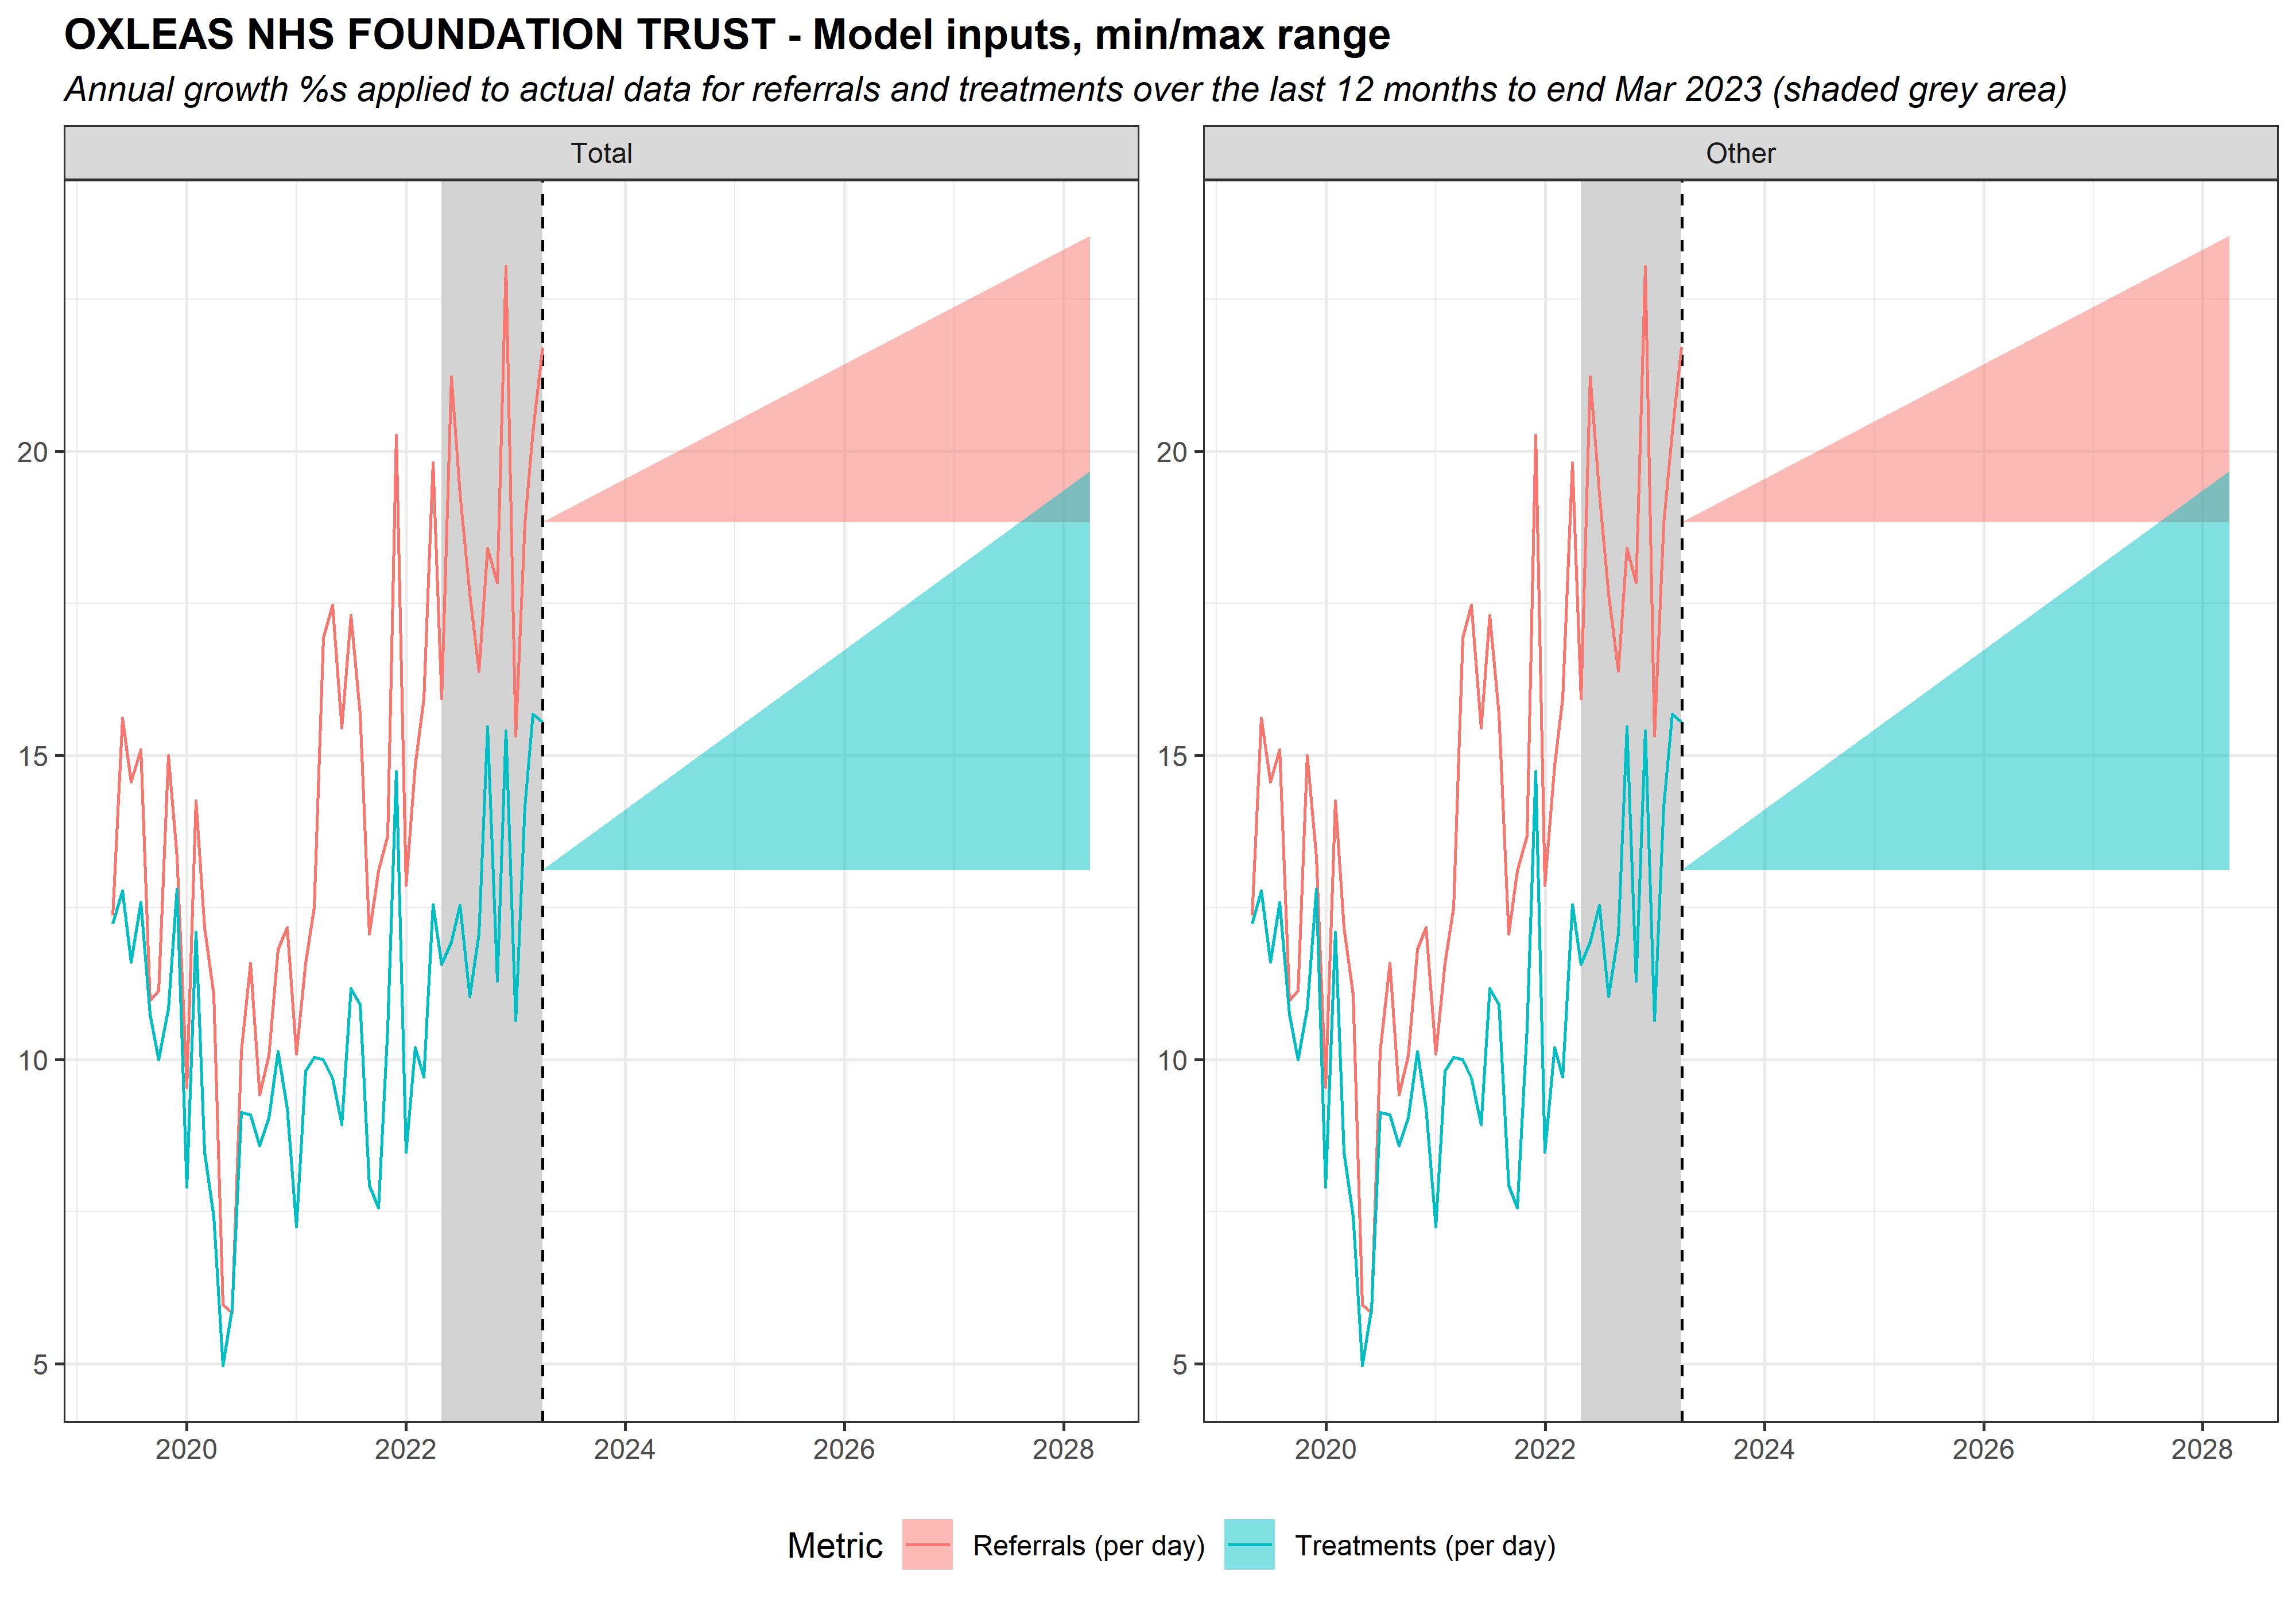 OXLEAS NHS FOUNDATION TRUST - Model inputs, min/max range
Annual growth %s applied to actual data for referrals and treatments over the last 12 months to end Mar 2023 (shaded grey area)
Total
Other
20
15
10
5
20
15
10
5
2020 2022 2024 2026 2028
2020 2022 2024 2026 2028
Metric Referrals (per day) Treatments (per day)